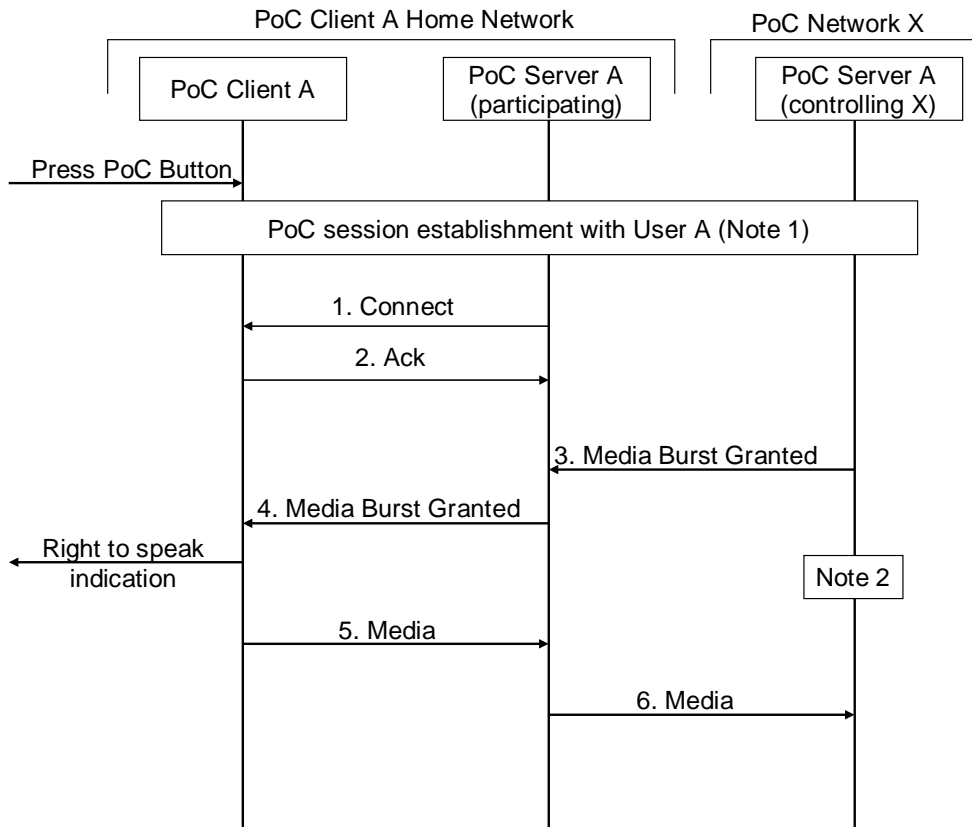 PoC Client A Home Network
PoC Network X
PoC Client A
PoC Server A
(participating)
PoC Server A
(controlling X)
Press PoC Button
PoC session establishment with User A (Note 1)
1. Connect
2. Ack
3. Media Burst Granted
4. Media Burst Granted
Right to speak
indication
Note 2
5. Media
6. Media